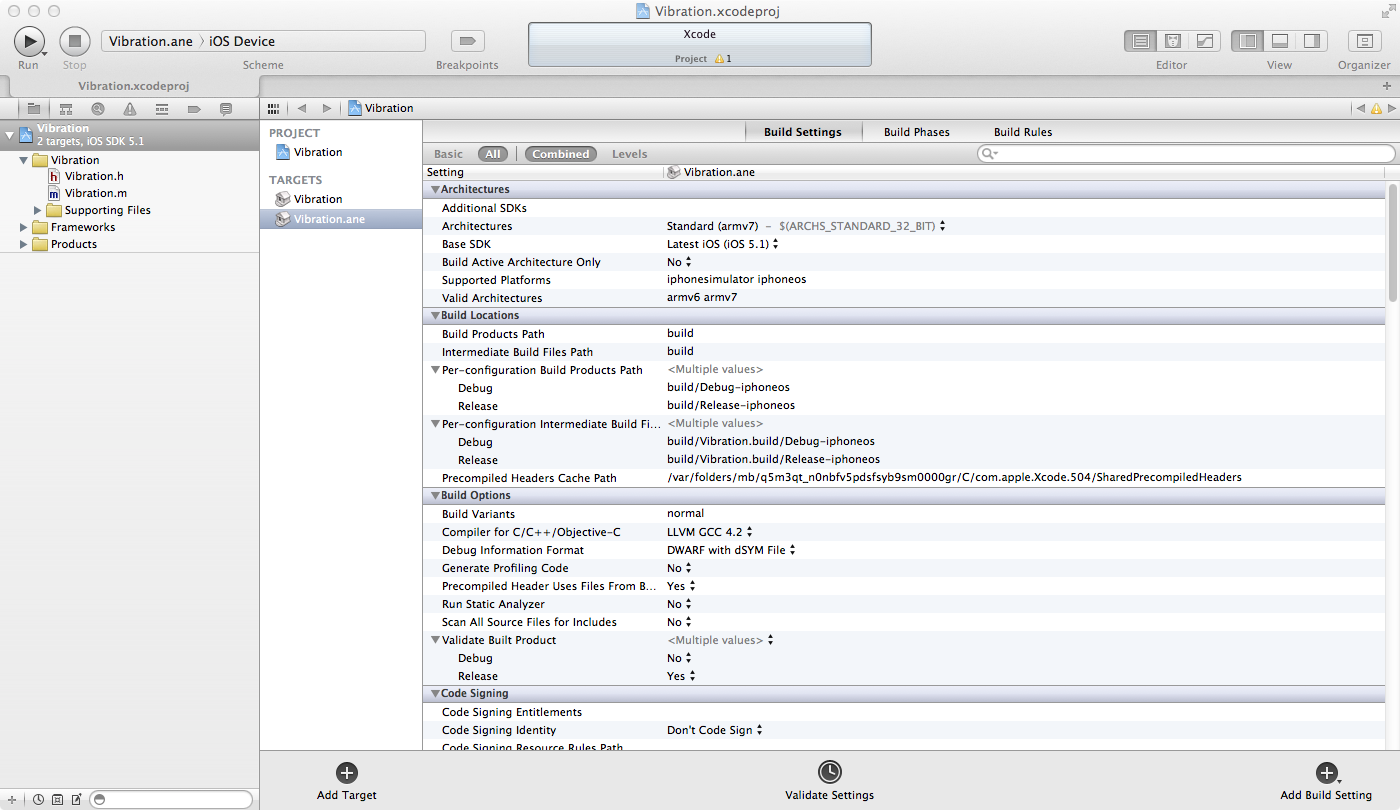 Vibration.xcodeproj
Vibration.ane › iOS Device
Xcode
Project 1
Run
Stop
Scheme
Breakpoints
Editor
View
Organizer
Vibration.xcodeproj
Vibration
Vibration
2 targets, iOS SDK 5.1
Vibration
h Vibration.h
m Vibration.m
Supporting Files
Frameworks
Products
PROJECT
Vibration
TARGETS
Vibration
Vibration.ane
Build Settings Build Phases Build Rules
Basic All Combined Levels
Setting Vibration.ane
Architectures
Additional SDKs
Architectures Standard (armv7) – $(ARCHS_STANDARD_32_BIT)
Base SDK Latest iOS (iOS 5.1)
Build Active Architecture Only No
Supported Platforms iphonesimulator iphoneos
Valid Architectures armv6 armv7
Build Locations
Build Products Path build
Intermediate Build Files Path build
Per-configuration Build Products Path <Multiple values>
Debug build/Debug-iphoneos
Release build/Release-iphoneos
Per-configuration Intermediate Build Fi... <Multiple values>
Debug build/Vibration.build/Debug-iphoneos
Release build/Vibration.build/Release-iphoneos
Precompiled Headers Cache Path /var/folders/mb/q5m3qt_n0nbfv5pdsfsyb9sm0000gr/C/com.apple.Xcode.504/SharedPrecompiledHeaders
Build Options
Build Variants normal
Compiler for C/C++/Objective-C LLVM GCC 4.2
Debug Information Format DWARF with dSYM File
Generate Profiling Code No
Precompiled Header Uses Files From B... Yes
Run Static Analyzer No
Scan All Source Files for Includes No
Validate Built Product <Multiple values>
Debug No
Release Yes
Code Signing
Code Signing Entitlements
Code Signing Identity Don't Code Sign
Code Signing Resource Rules Path
Add Target
Validate Settings
Add Build Setting